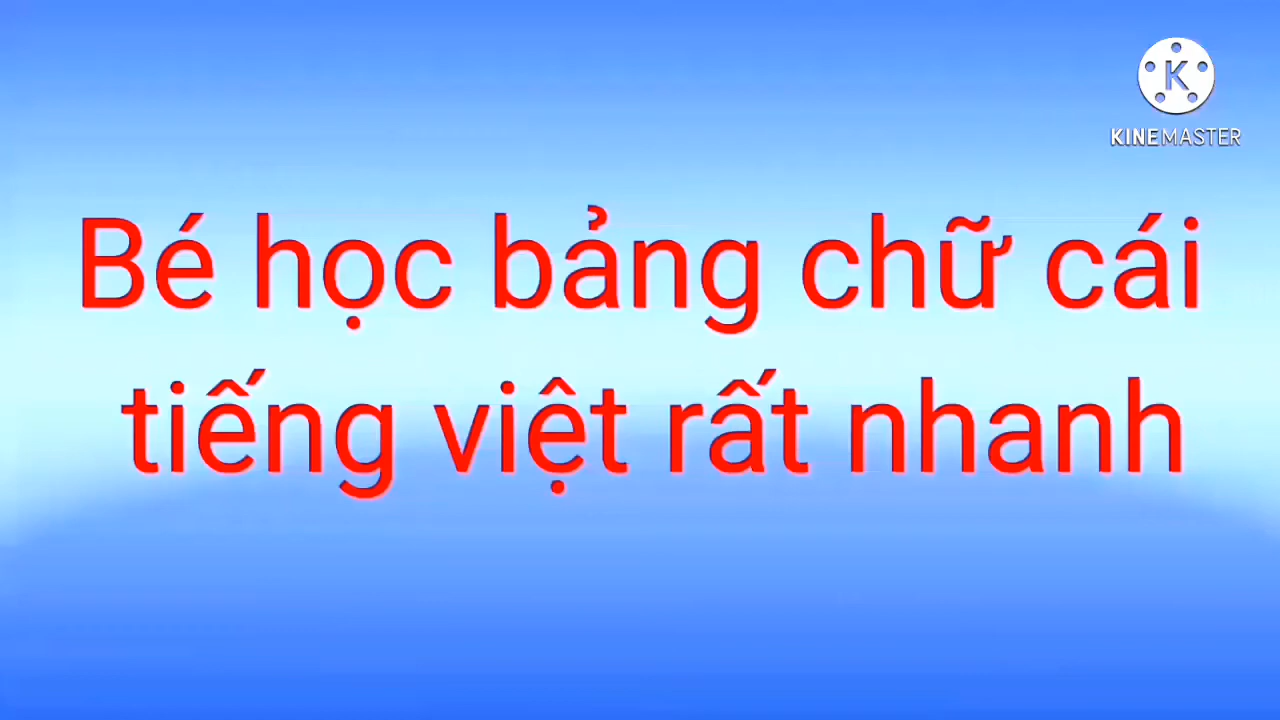 K
KINEMASTER
Bé học bảng chữ cái
tiếng việt rất nhanh